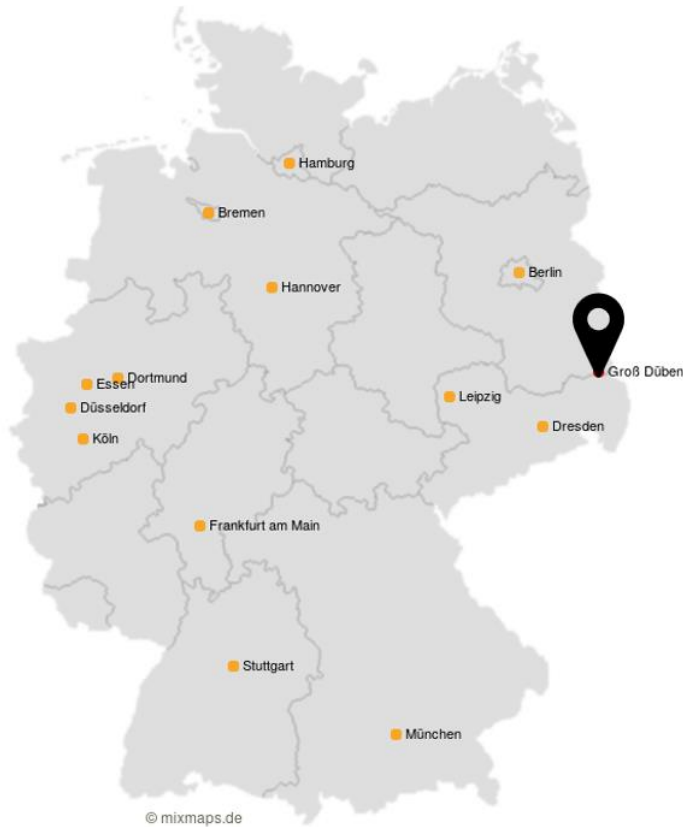 Hamburg
Bremen
Berlin
Hannover
Groß Düben
Dortmund
Essen
Leipzig
Düsseldorf
Dresden
Köln
Frankfurt am Main
Stuttgart
München
© mixmaps.de